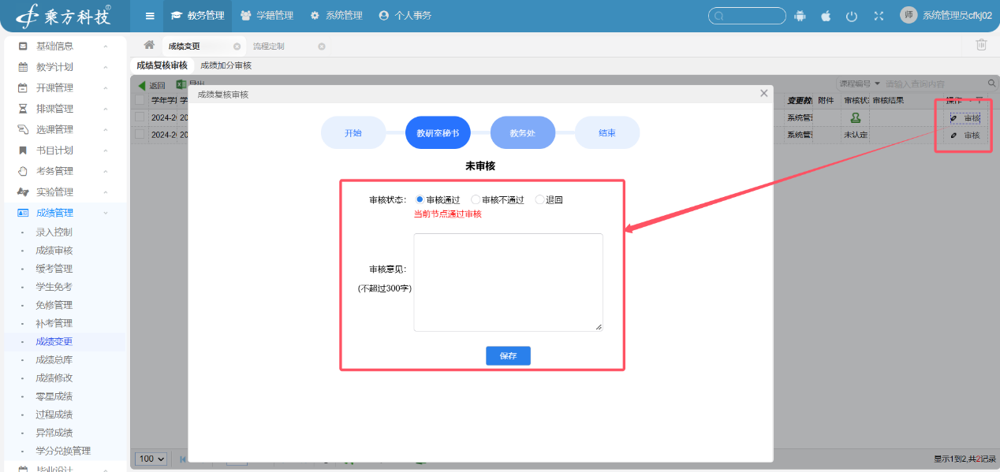 乘方科技
教务管理
学籍管理
系统管理
个人事务
师
系统管理员cfkj02
成绩变更
流程定制
成绩复核审核
成绩加分审核
基础信息
教学计划
开课管理
排课管理
选课管理
书目计划
考务管理
实验管理
成绩管理
录入控制
成绩审核
缓考管理
学生免考
免修管理
补考管理
成绩变更
成绩总库
成绩修改
零星成绩
过程成绩
异常成绩
学分兑换管理
毕业设计
返回
导出
课程编号
请输入查询内容
学年学
变更教
附件
审核状
审核结果
操作
2024-2
20
系统管
审核
2024-2
20
系统管
未认定
审核
成绩复核审核
开始
教研室秘书
教务处
结束
未审核
审核状态：
审核通过
审核不通过
退回
当前节点通过审核
审核意见：
(不超过300字)
保存
100
显示1到2,共2记录